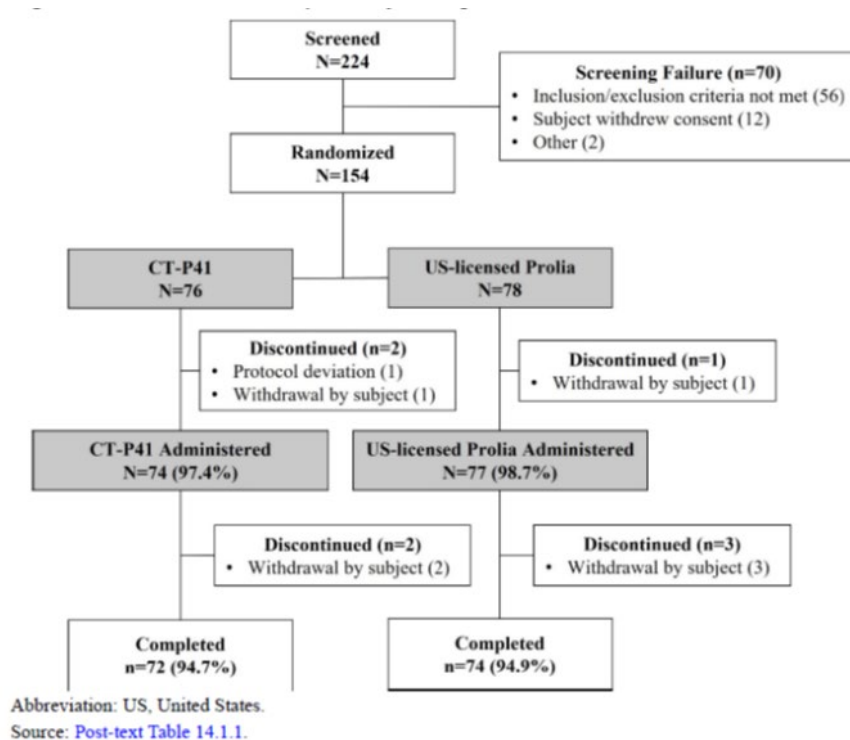 Screened
N=224
Screening Failure (n=70)
• Inclusion/exclusion criteria not met (56)
• Subject withdrew consent (12)
• Other (2)
Randomized
N=154
CT-P41
N=76
US-licensed Prolia
N=78
Discontinued (n=2)
• Protocol deviation (1)
• Withdrawal by subject (1)
Discontinued (n=1)
• Withdrawal by subject (1)
CT-P41 Administered
N=74 (97.4%)
US-licensed Prolia Administered
N=77 (98.7%)
Discontinued (n=2)
• Withdrawal by subject (2)
Discontinued (n=3)
• Withdrawal by subject (3)
Completed
n=72 (94.7%)
Completed
n=74 (94.9%)
Abbreviation: US, United States.
Source: Post-text Table 14.1.1.